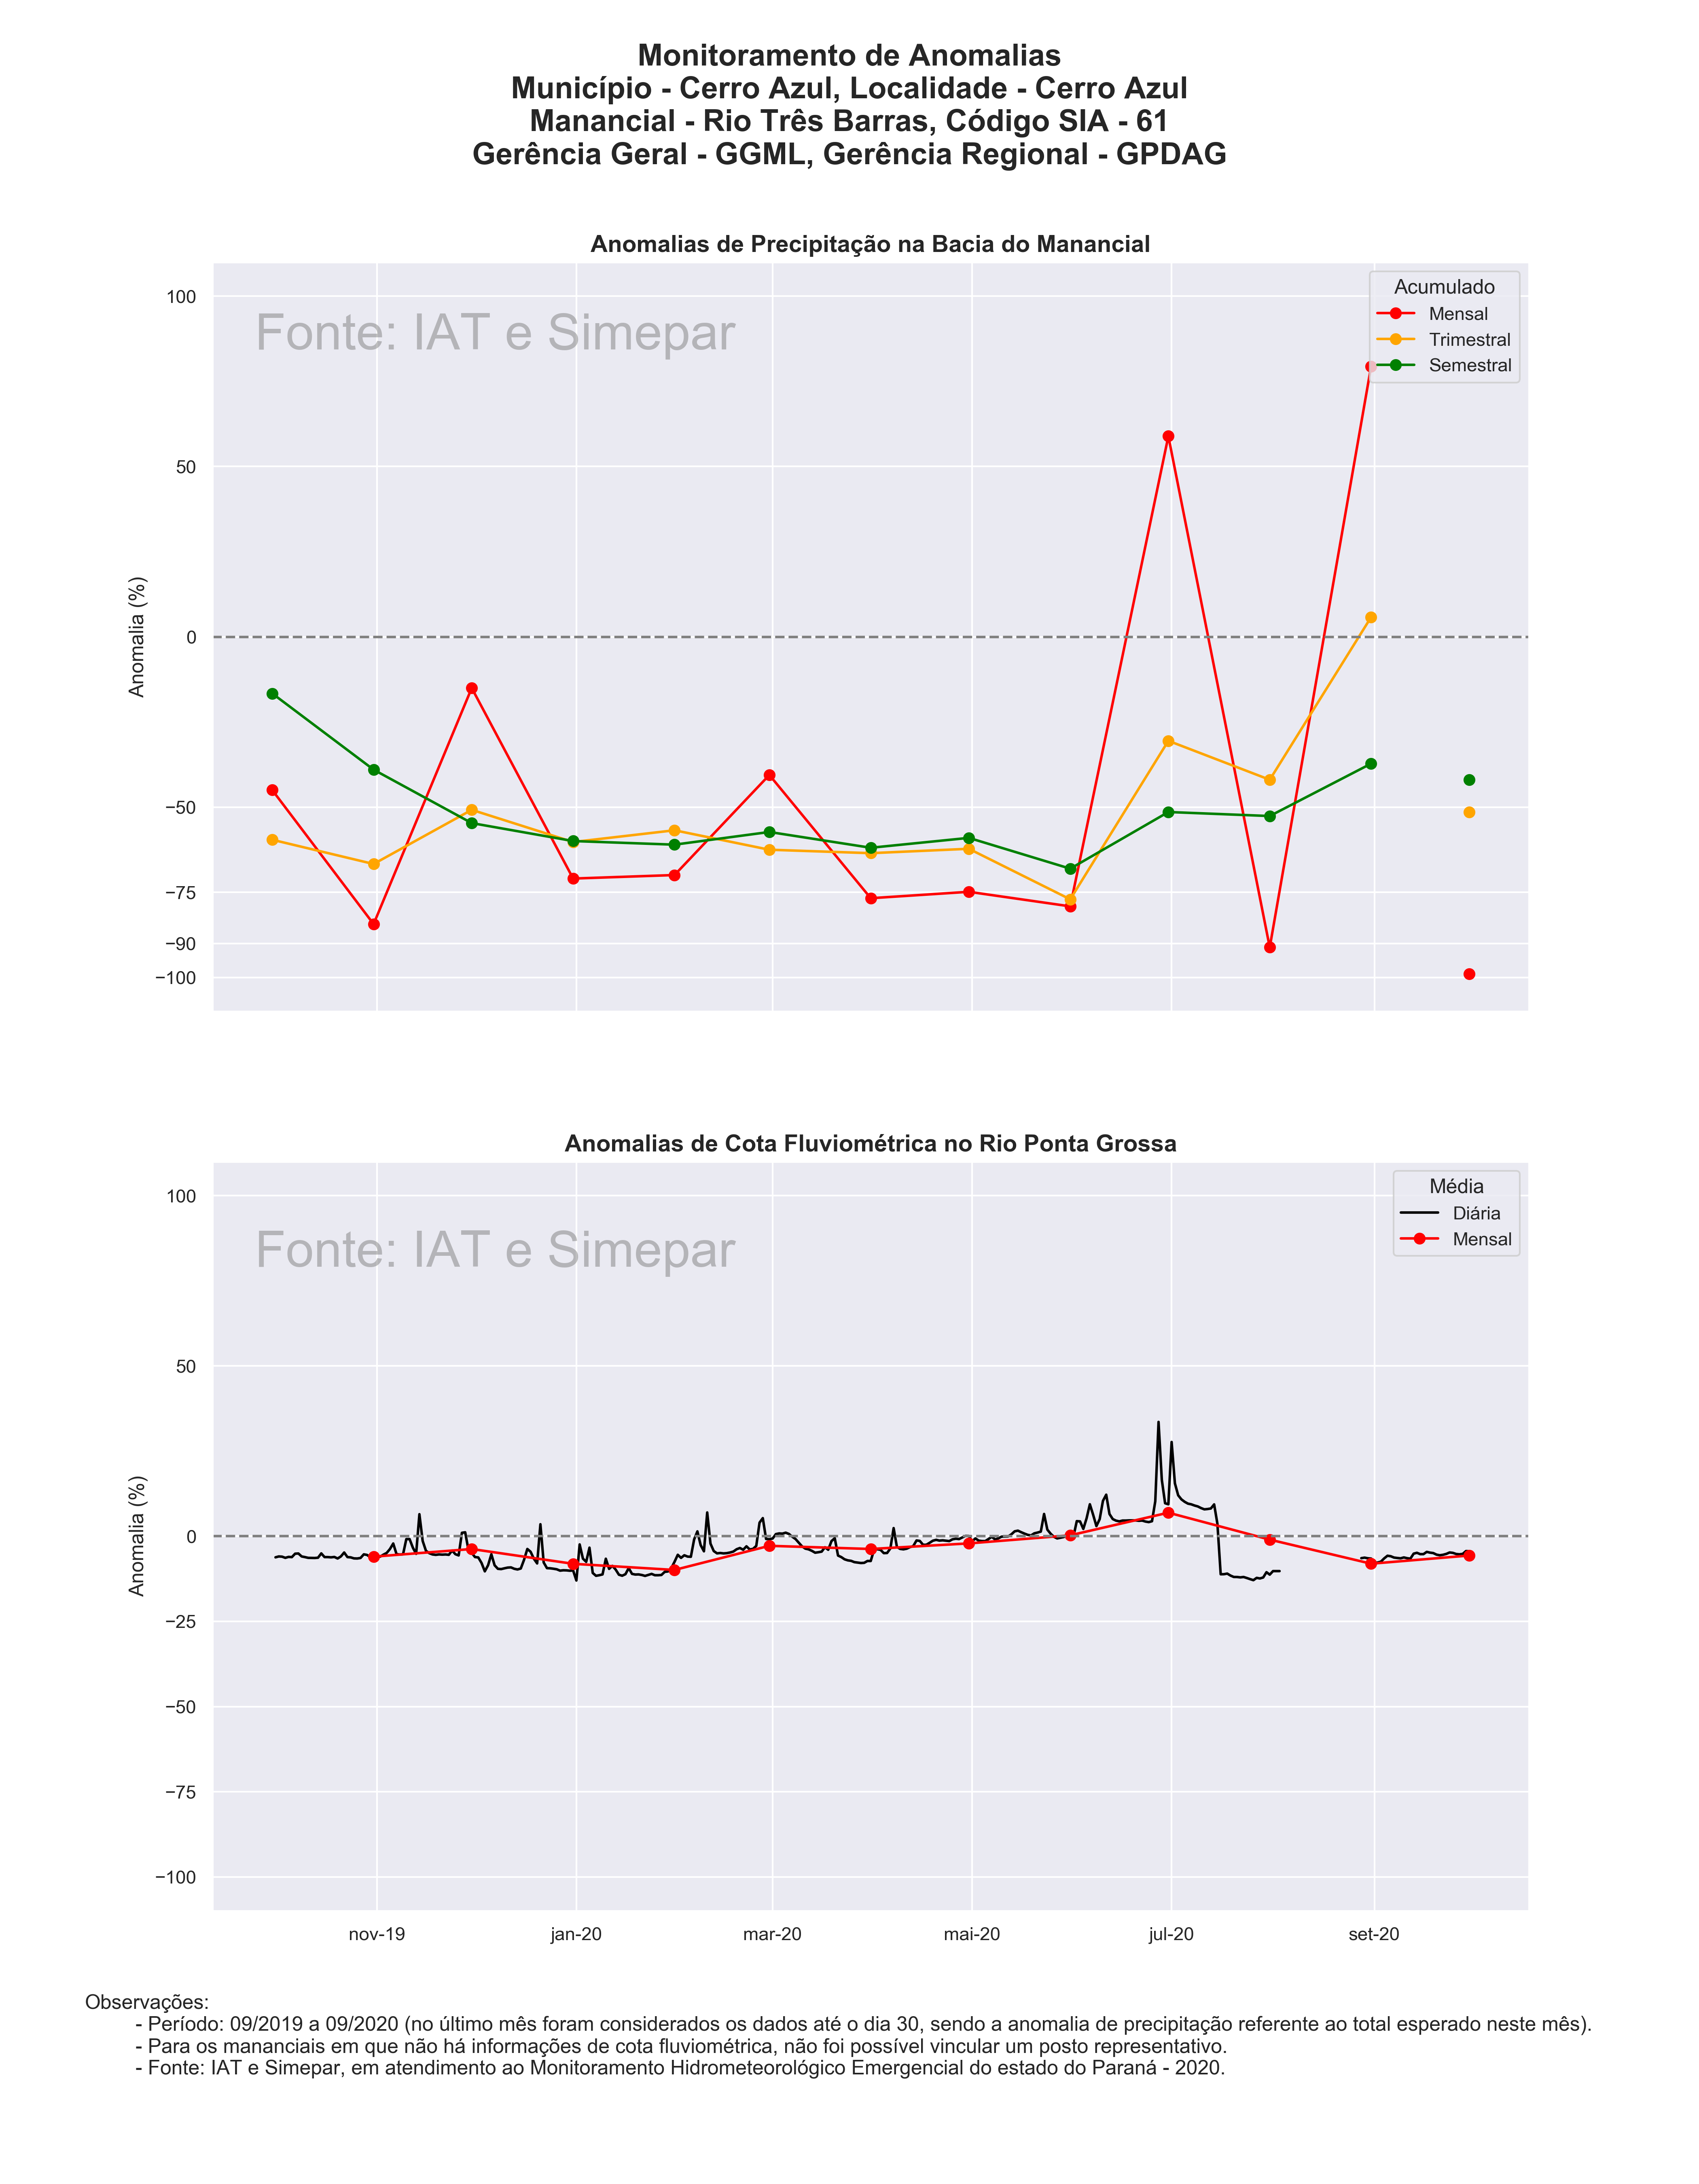 Monitoramento de Anomalias
Município - Cerro Azul, Localidade - Cerro Azul
Manancial - Rio Três Barras, Código SIA - 61
Gerência Geral - GGML, Gerência Regional - GPDAG
Anomalias de Precipitação na Bacia do Manancial
Fonte: IAT e Simepar
Acumulado
Mensal
Trimestral
Semestral
Anomalia (%)
100
50
0
−50
−75
−90
−100
Anomalias de Cota Fluviométrica no Rio Ponta Grossa
Fonte: IAT e Simepar
Média
Diária
Mensal
Anomalia (%)
100
50
0
−25
−50
−75
−100
nov-19 jan-20 mar-20 mai-20 jul-20 set-20
Observações:
- Período: 09/2019 a 09/2020 (no último mês foram considerados os dados até o dia 30, sendo a anomalia de precipitação referente ao total esperado neste mês).
- Para os mananciais em que não há informações de cota fluviométrica, não foi possível vincular um posto representativo.
- Fonte: IAT e Simepar, em atendimento ao Monitoramento Hidrometeorológico Emergencial do estado do Paraná - 2020.